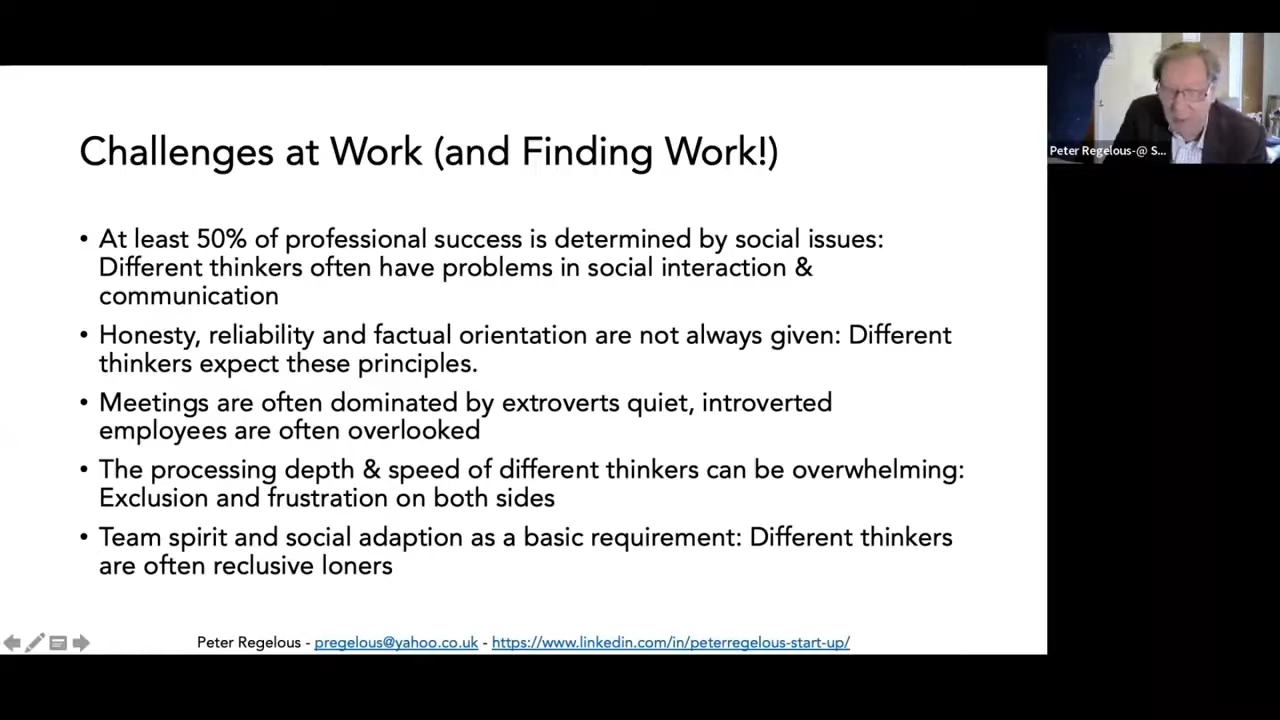 Challenges at Work (and Finding Work!)
• At least 50% of professional success is determined by social issues:
Different thinkers often have problems in social interaction &
communication
• Honesty, reliability and factual orientation are not always given: Different
thinkers expect these principles.
• Meetings are often dominated by extroverts quiet, introverted
employees are often overlooked
• The processing depth & speed of different thinkers can be overwhelming:
Exclusion and frustration on both sides
• Team spirit and social adaption as a basic requirement: Different thinkers
are often reclusive loners
Peter Regelous - pregelous@yahoo.co.uk - https://www.linkedin.com/in/peterregelous-start-up/
Peter Regelous-@ S...